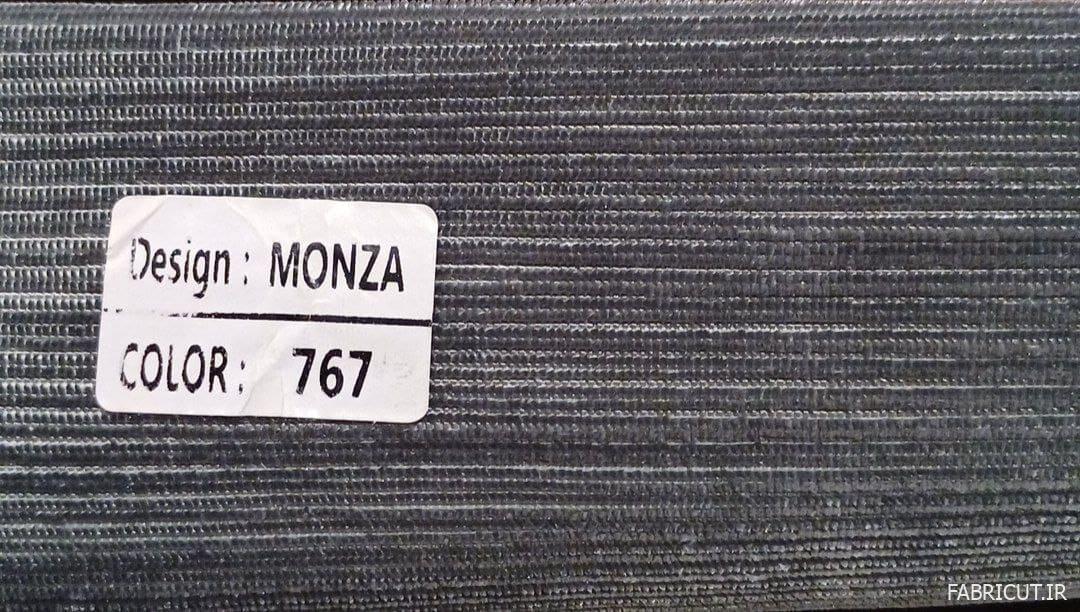 Design : MONZA
COLOR : 767
FABRICUT.IR